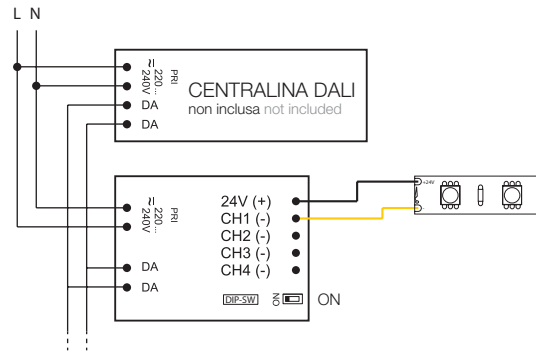 L N
≂ 220... 240V
PRI
DA
DA
CENTRALINA DALI
non inclusa not included
≂ 220... 240V
PRI
DA
DA
24V (+)
CH1 (-)
CH2 (-)
CH3 (-)
CH4 (-)
DIP-SW
NO
ON
+24V